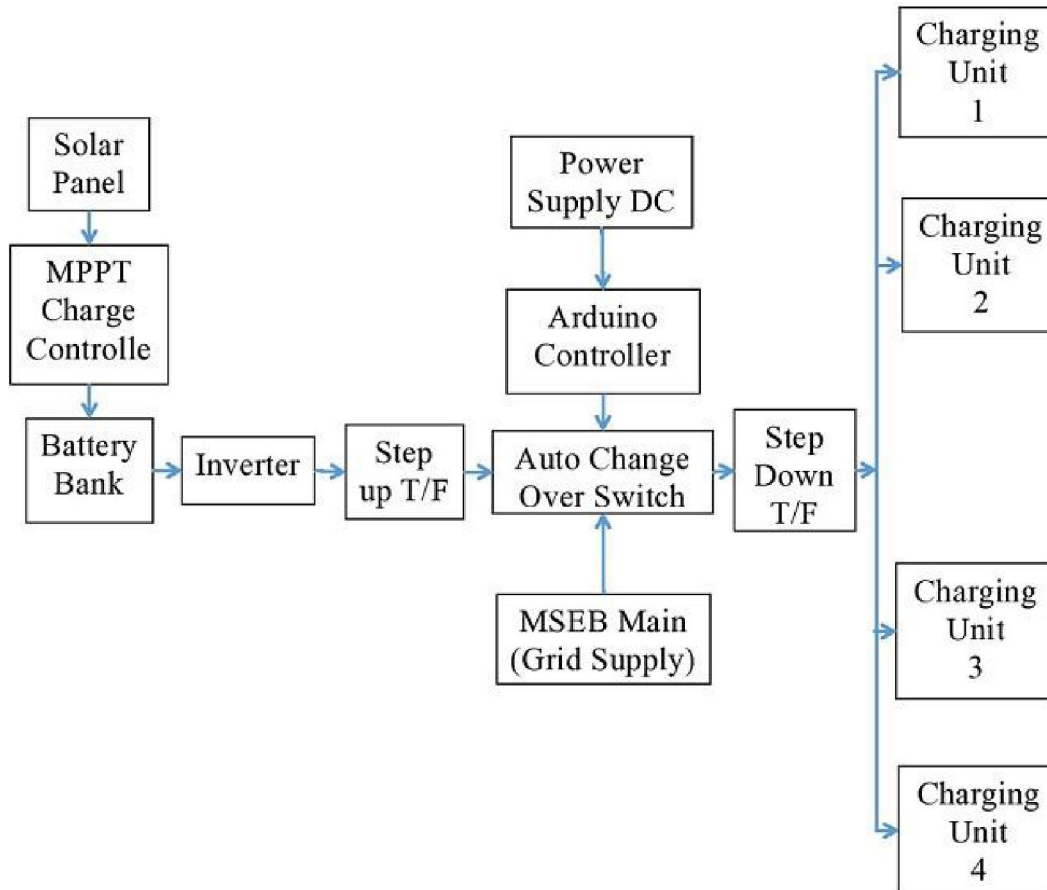 Solar
Panel
MPPT
Charge
Controlle
Battery
Bank
Inverter
Step
up T/F
Power
Supply DC
Arduino
Controller
Auto Change
Over Switch
MSEB Main
(Grid Supply)
Step
Down
T/F
Charging
Unit
1
Charging
Unit
2
Charging
Unit
3
Charging
Unit
4